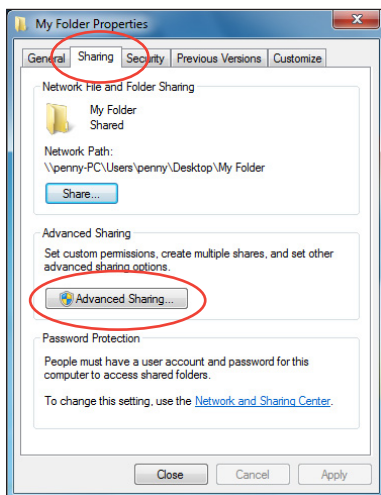 My Folder Properties
General Sharing Security Previous Versions Customize
Network File and Folder Sharing
My Folder
Shared
Network Path:
\\penny-PC\Users\penny\Desktop\My Folder
Share...
Advanced Sharing
Set custom permissions, create multiple shares, and set other
advanced sharing options.
Advanced Sharing...
Password Protection
People must have a user account and password for this
computer to access shared folders.
To change this setting, use the Network and Sharing Center.
Close Cancel Apply